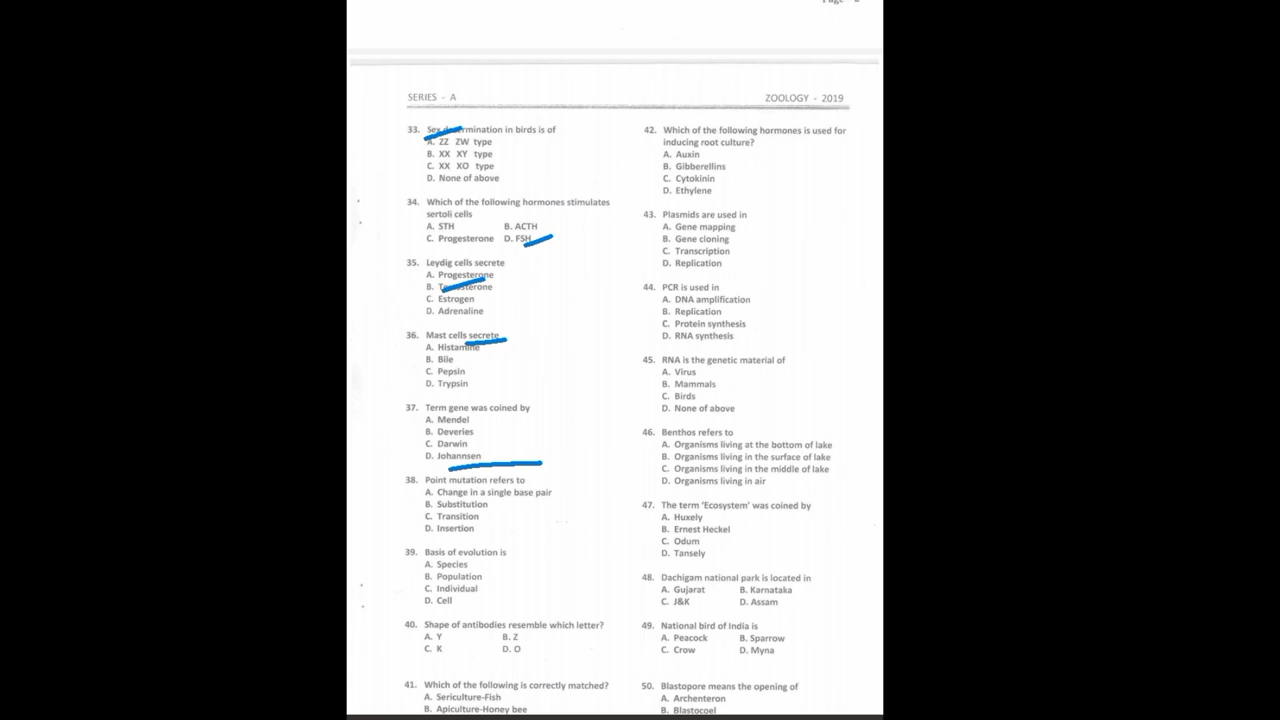 SERIES - A
ZOOLOGY - 2019
33. Sex determination in birds is of
A. ZZ ZW type
B. XX XY type
C. XX XO type
D. None of above
34. Which of the following hormones stimulates
sertoli cells
A. STH B. ACTH
C. Progesterone D. FSH
35. Leydig cells secrete
A. Progesterone
B. Testosterone
C. Estrogen
D. Adrenaline
36. Mast cells secrete
A. Histamine
B. Bile
C. Pepsin
D. Trypsin
37. Term gene was coined by
A. Mendel
B. Deveries
C. Darwin
D. Johannsen
38. Point mutation refers to
A. Change in a single base pair
B. Substitution
C. Transition
D. Insertion
39. Basis of evolution is
A. Species
B. Population
C. Individual
D. Cell
40. Shape of antibodies resemble which letter?
A. Y B. Z
C. K D. O
41. Which of the following is correctly matched?
A. Sericulture-Fish
B. Apiculture-Honey bee
42. Which of the following hormones is used for
inducing root culture?
A. Auxin
B. Gibberellins
C. Cytokinin
D. Ethylene
43. Plasmids are used in
A. Gene mapping
B. Gene cloning
C. Transcription
D. Replication
44. PCR is used in
A. DNA amplification
B. Replication
C. Protein synthesis
D. RNA synthesis
45. RNA is the genetic material of
A. Virus
B. Mammals
C. Birds
D. None of above
46. Benthos refers to
A. Organisms living at the bottom of lake
B. Organisms living in the surface of lake
C. Organisms living in the middle of lake
D. Organisms living in air
47. The term 'Ecosystem' was coined by
A. Huxely
B. Ernest Heckel
C. Odum
D. Tansely
48. Dachigam national park is located in
A. Gujarat B. Karnataka
C. J&K D. Assam
49. National bird of India is
A. Peacock B. Sparrow
C. Crow D. Myna
50. Blastopore means the opening of
A. Archenteron
B. Blastocoel